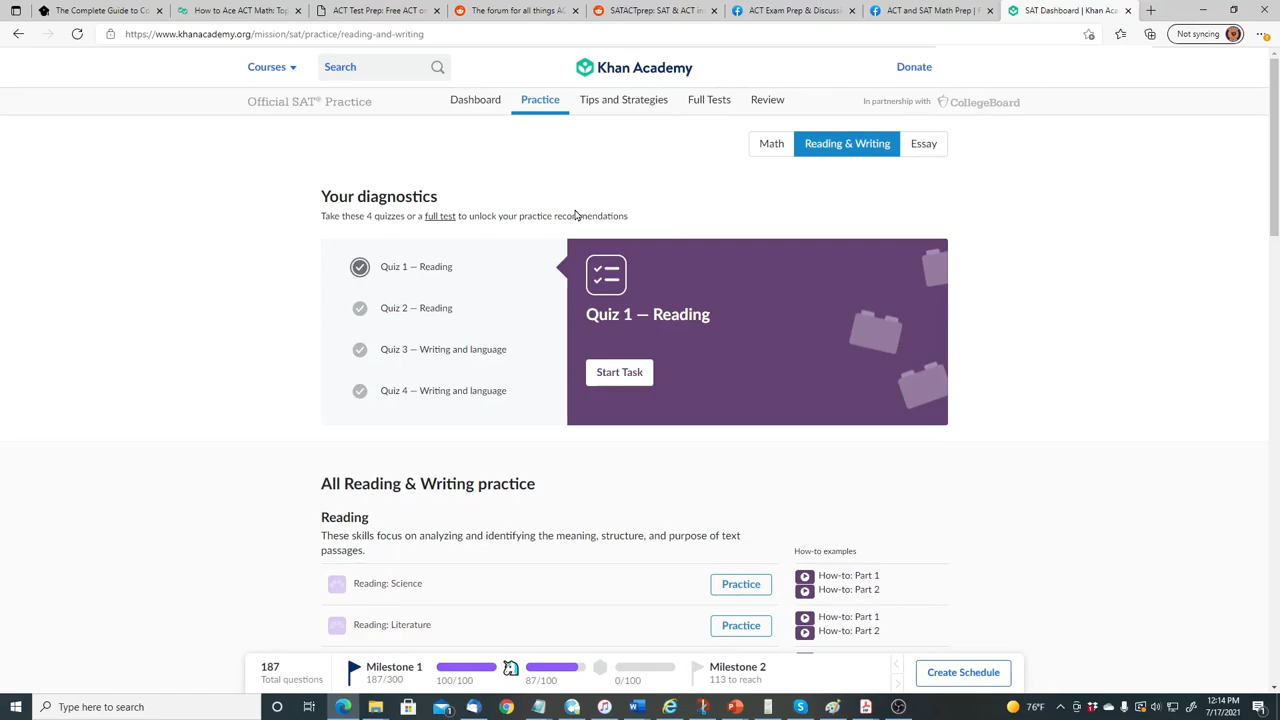 How to Ace Math on Top o
ACT Test Prep Free ACT on
The forum for all things AC
SATACTPrep: SAT & ACT
ACT Exam Prep & Discussi
ACT and SAT Math Prep | F
SAT Dashboard | Khan Acad
https://www.khanacademy.org/mission/sat/practice/reading-and-writing
Not syncing
Courses
Search
Khan Academy
Donate
Official SAT® Practice
Dashboard
Practice
Tips and Strategies
Full Tests
Review
In partnership with
CollegeBoard
Math
Reading & Writing
Essay
Your diagnostics
Take these 4 quizzes or a full test to unlock your practice recommendations
Quiz 1 — Reading
Quiz 2 — Reading
Quiz 3 — Writing and language
Quiz 4 — Writing and language
Quiz 1 — Reading
Start Task
All Reading & Writing practice
Reading
These skills focus on analyzing and identifying the meaning, structure, and purpose of text
passages.
How-to examples
Reading: Science
Practice
How-to: Part 1
How-to: Part 2
Reading: Literature
Practice
How-to: Part 1
How-to: Part 2
187
Total questions
Milestone 1
187/300
100/100
87/100
0/100
Milestone 2
113 to reach
Create Schedule
Type here to search
76°F
12:14 PM
7/17/2021